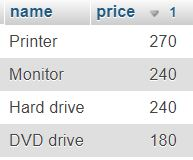 name price 1
Printer 270
Monitor 240
Hard drive 240
DVD drive 180